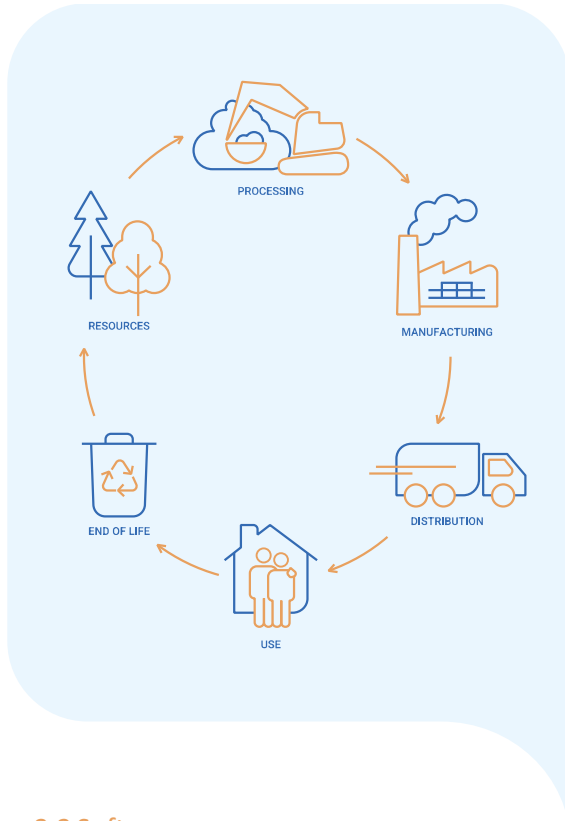 PROCESSING
MANUFACTURING
DISTRIBUTION
USE
END OF LIFE
RESOURCES